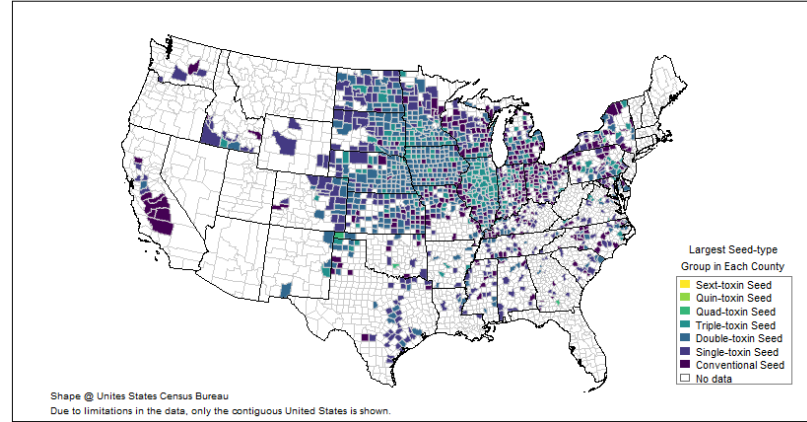 Largest Seed-type
Group in Each County
Sext-toxin Seed
Quin-toxin Seed
Quad-toxin Seed
Triple-toxin Seed
Double-toxin Seed
Single-toxin Seed
Conventional Seed
No data
Shape @ Unites States Census Bureau
Due to limitations in the data, only the contiguous United States is shown.